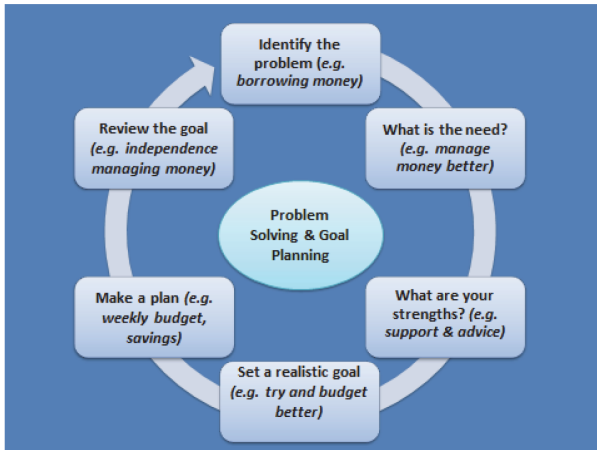 Identify the
problem (e.g.
borrowing money)
What is the need?
(e.g. manage
money better)
What are your
strengths? (e.g.
support & advice)
Set a realistic goal
(e.g. try and budget
better)
Make a plan (e.g.
weekly budget,
savings)
Review the goal
(e.g. independence
managing money)
Problem
Solving & Goal
Planning